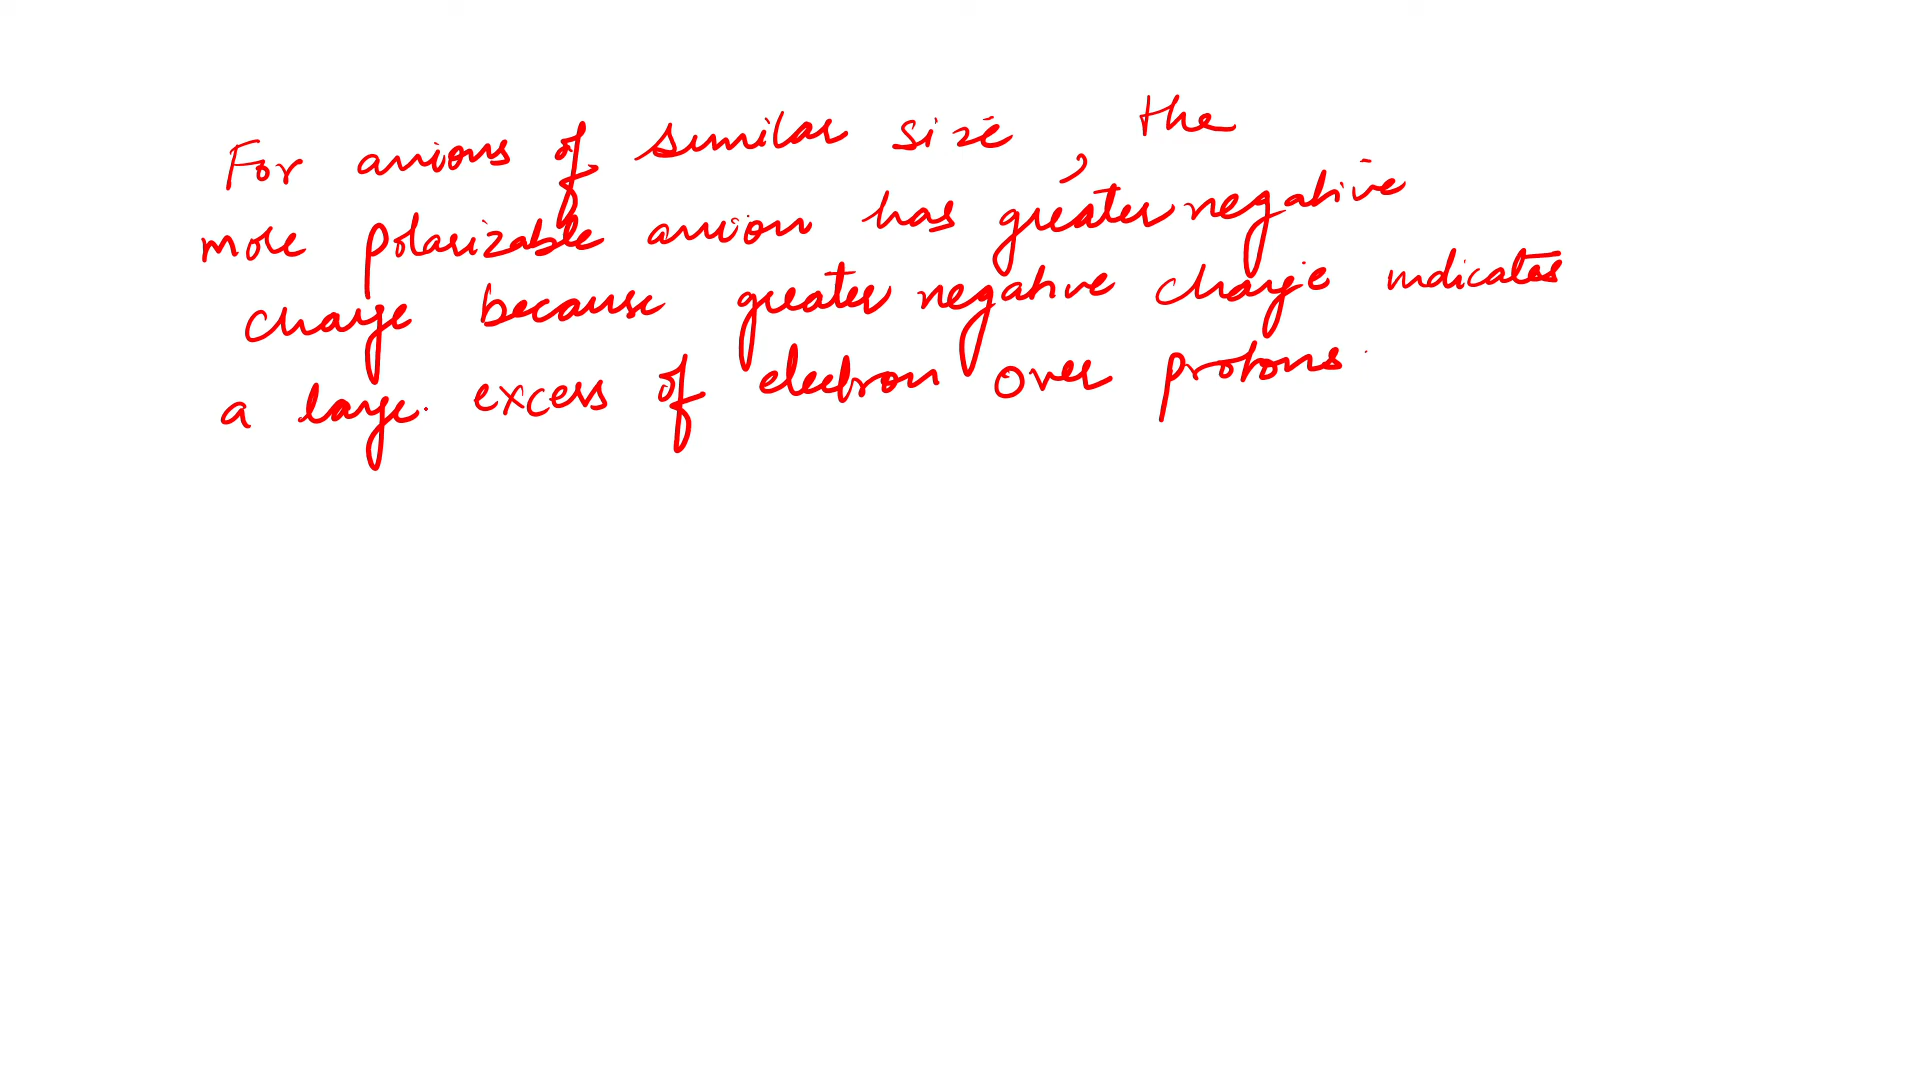 For anions of similar size, the
more polarizable anion has greater negative
charge because greater negative charge indicates
a large excess of electron over protons.